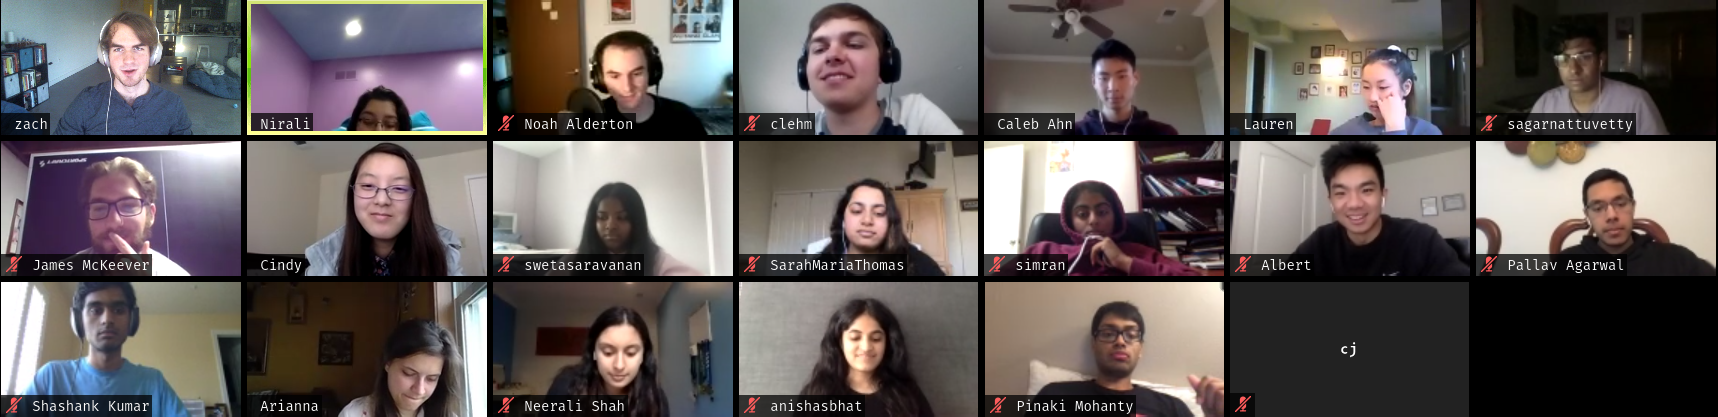 zach
Nirali
Noah Alderton
clehm
Caleb Ahn
Lauren
sagarnattuvetty
James McKeever
Cindy
swetasaravanan
SarahMariaThomas
simran
Albert
Pallav Agarwal
Shashank Kumar
Arianna
Neerali Shah
anishasbhat
Pinaki Mohanty
cj